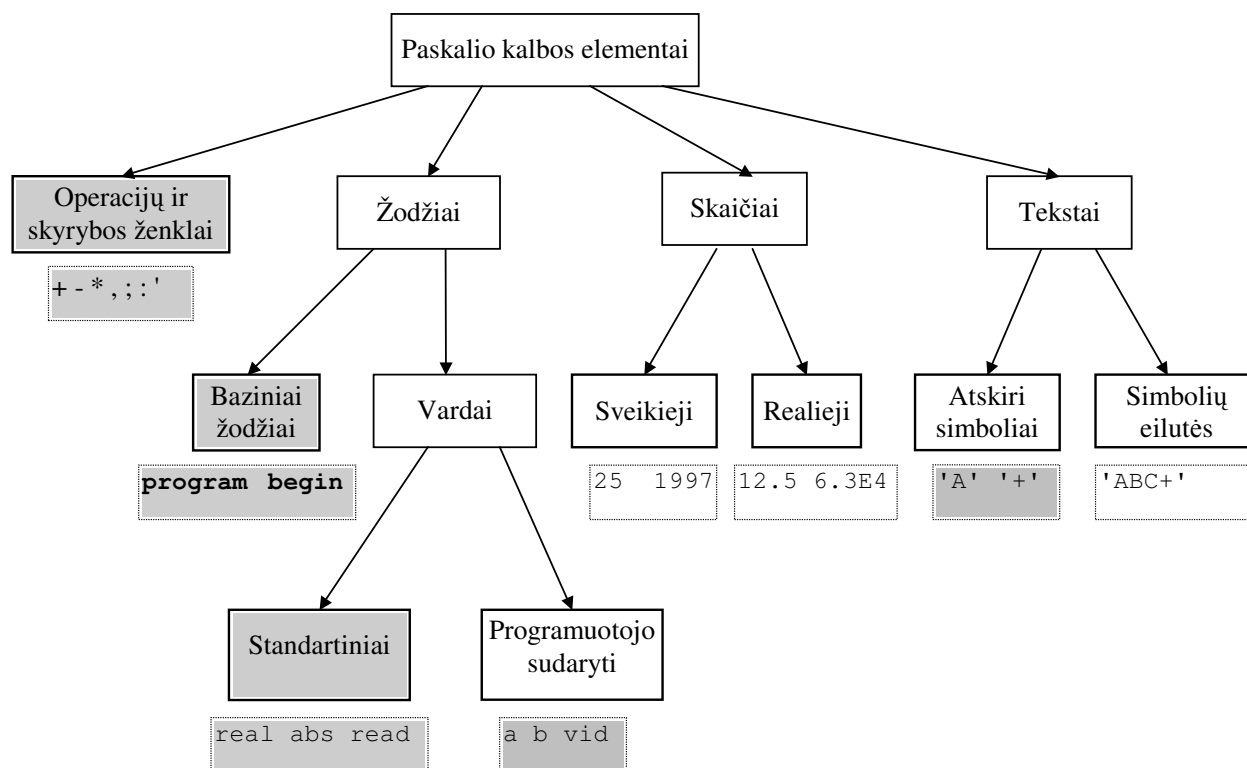 Paskalio kalbos elementai
Operacijų ir
skyrybos ženklai
Žodžiai
Skaičiai
Tekstai
+ - * , ; : '
Baziniai
žodžiai
Vardai
Sveikieji
Realieji
Atskiri
simboliai
Simbolių
eilutės
program begin
25 1997
12.5 6.3E4
'A' '+'
'ABC+'
Standartiniai
Programuotojo
sudaryti
real abs read
a b vid